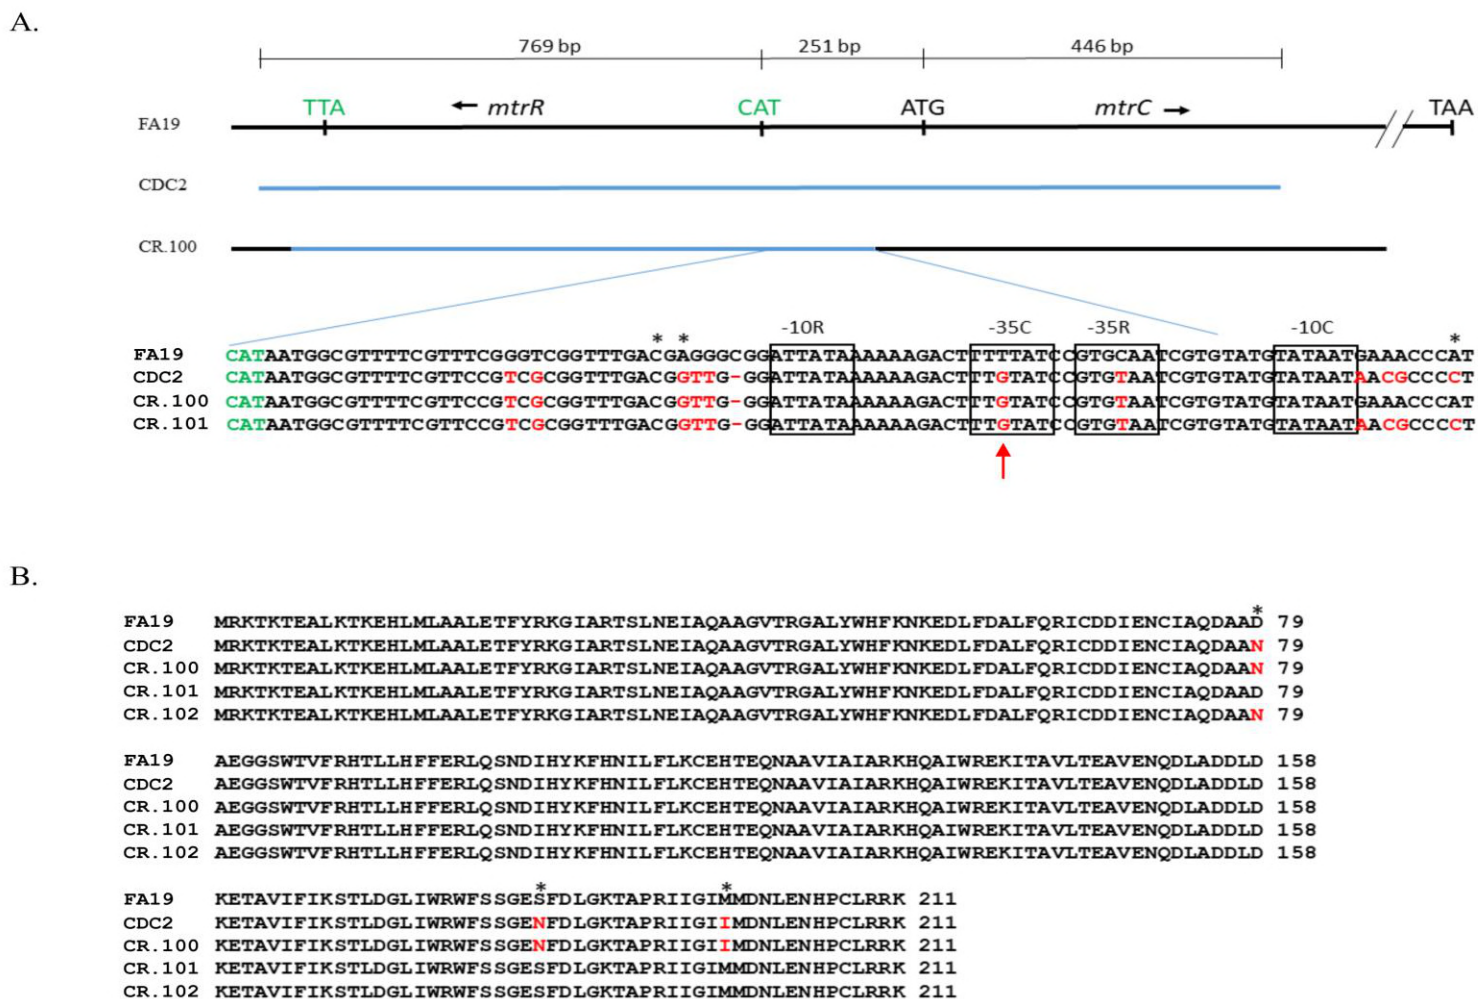 A.
769 bp 251 bp 446 bp
TTA ← mtrR CAT ATG mtrC → TAA
FA19
CDC2
CR.100
-10R -35C -35R -10C
* * *
FA19 CATAATGGCGTTTTCGTTTCGGGTCGGTTTGACGAGGGCGGATTATAAAAAAGACTTTTTATCCGTGCAATCGTGTATGTATAATGAAACCCAT
CDC2 CATAATGGCGTTTTCGTTCCGTCGCGGTTTGACGGTTG-GGATTATAAAAAAGACTTTGTATCCGTGTAATCGTGTATGTATAATAACGCCCCT
CR.100 CATAATGGCGTTTTCGTTCCGTCGCGGTTTGACGGTTG-GGATTATAAAAAAGACTTTGTATCCGTGTAATCGTGTATGTATAATGAAACCCAT
CR.101 CATAATGGCGTTTTCGTTCCGTCGCGGTTTGACGGTTG-GGATTATAAAAAAGACTTTGTATCCGTGTAATCGTGTATGTATAATAACGCCCCT
B.
*
FA19 MRKTKTEALKTKEHLMLAALETFYRKGIARTSLNEIAQAAGVTRGALYWHFKNKEDLFDALFQRICDDIENCIAQDAAD 79
CDC2 MRKTKTEALKTKEHLMLAALETFYRKGIARTSLNEIAQAAGVTRGALYWHFKNKEDLFDALFQRICDDIENCIAQDAAN 79
CR.100 MRKTKTEALKTKEHLMLAALETFYRKGIARTSLNEIAQAAGVTRGALYWHFKNKEDLFDALFQRICDDIENCIAQDAAN 79
CR.101 MRKTKTEALKTKEHLMLAALETFYRKGIARTSLNEIAQAAGVTRGALYWHFKNKEDLFDALFQRICDDIENCIAQDAAD 79
CR.102 MRKTKTEALKTKEHLMLAALETFYRKGIARTSLNEIAQAAGVTRGALYWHFKNKEDLFDALFQRICDDIENCIAQDAAN 79
FA19 AEGGSWTVFRHTLLHFFERLQSNDIHYKFHNILFLKCEHTEQNAAVIAIARKHQAIWREKITAVLTEAVENQDLADDLD 158
CDC2 AEGGSWTVFRHTLLHFFERLQSNDIHYKFHNILFLKCEHTEQNAAVIAIARKHQAIWREKITAVLTEAVENQDLADDLD 158
CR.100 AEGGSWTVFRHTLLHFFERLQSNDIHYKFHNILFLKCEHTEQNAAVIAIARKHQAIWREKITAVLTEAVENQDLADDLD 158
CR.101 AEGGSWTVFRHTLLHFFERLQSNDIHYKFHNILFLKCEHTEQNAAVIAIARKHQAIWREKITAVLTEAVENQDLADDLD 158
CR.102 AEGGSWTVFRHTLLHFFERLQSNDIHYKFHNILFLKCEHTEQNAAVIAIARKHQAIWREKITAVLTEAVENQDLADDLD 158
* *
FA19 KETAVIFIKSTLDGLIWRWFSSGESFDLGKTAPRIIGIMMDNLENHPCLRRK 211
CDC2 KETAVIFIKSTLDGLIWRWFSSGENFDLGKTAPRIIGIIMDNLENHPCLRRK 211
CR.100 KETAVIFIKSTLDGLIWRWFSSGENFDLGKTAPRIIGIIMDNLENHPCLRRK 211
CR.101 KETAVIFIKSTLDGLIWRWFSSGESFDLGKTAPRIIGIMMDNLENHPCLRRK 211
CR.102 KETAVIFIKSTLDGLIWRWFSSGESFDLGKTAPRIIGIMMDNLENHPCLRRK 211